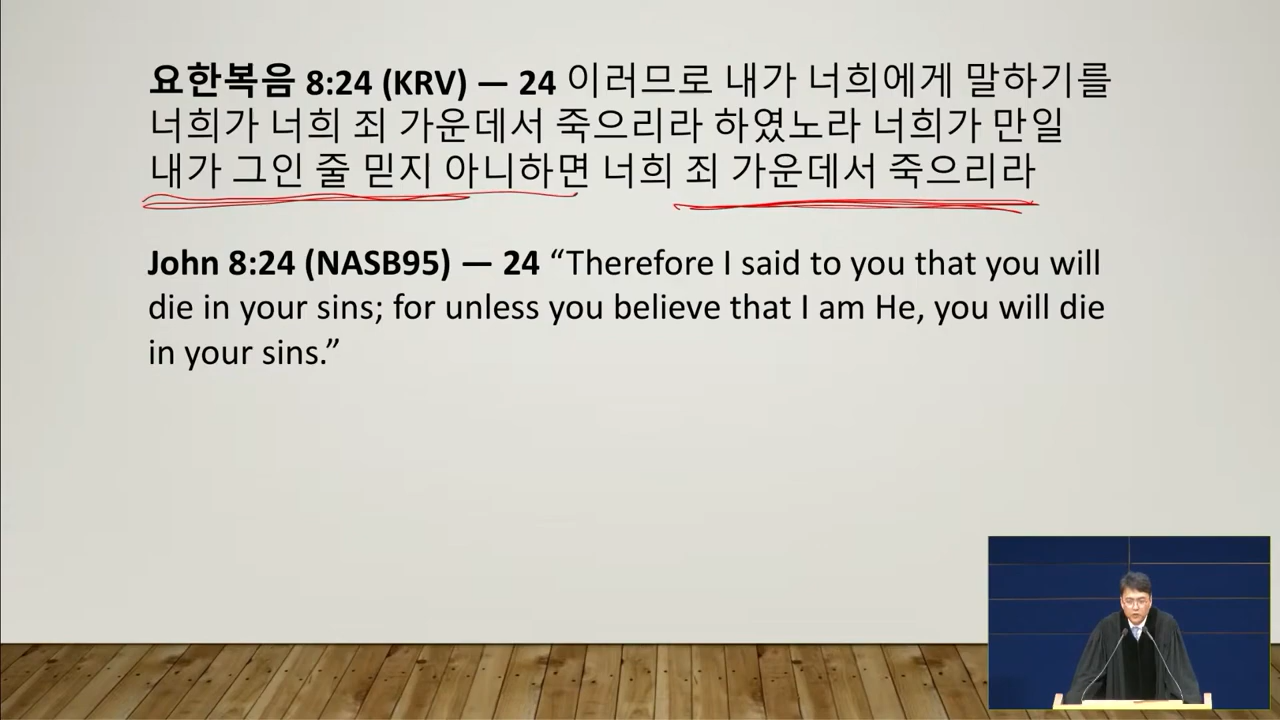 요한복음 8:24 (KRV) — 24 이러므로 내가 너희에게 말하기를
너희가 너희 죄 가운데서 죽으리라 하였노라 너희가 만일
내가 그인 줄 믿지 아니하면 너희 죄 가운데서 죽으리라
John 8:24 (NASB95) — 24 “Therefore I said to you that you will
die in your sins; for unless you believe that I am He, you will die
in your sins.”